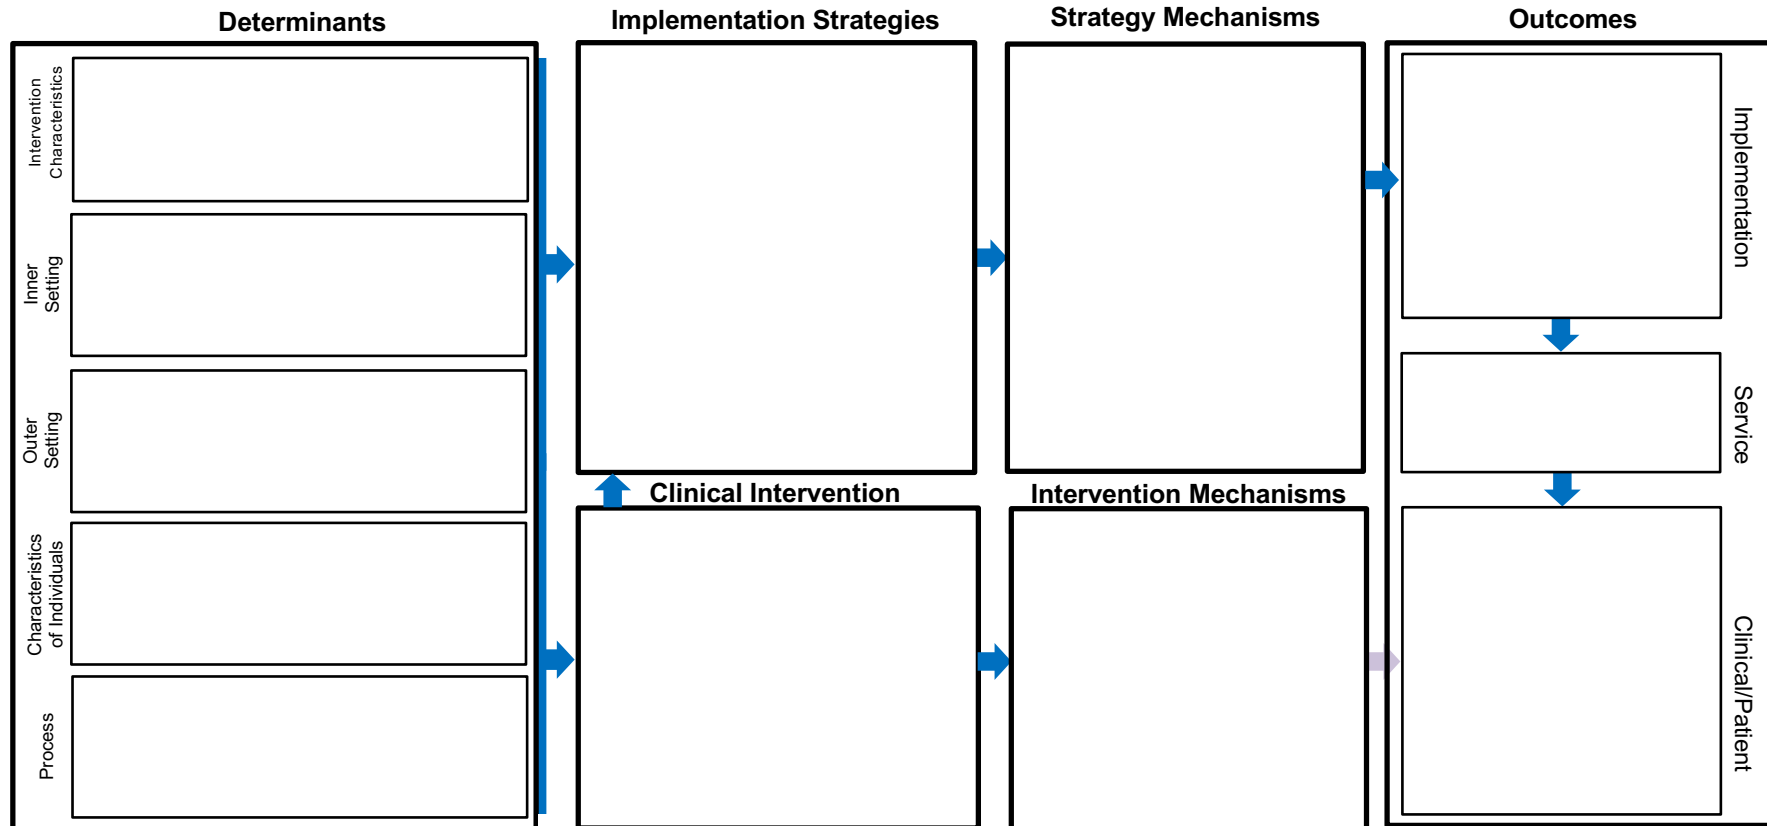 Determinants
Implementation Strategies
Strategy Mechanisms
Outcomes
Intervention
Characteristics
Inner
Setting
Outer
Setting
Characteristics
of Individuals
Process
Clinical Intervention
Intervention Mechanisms
Implementation
Service
Clinical/Patient